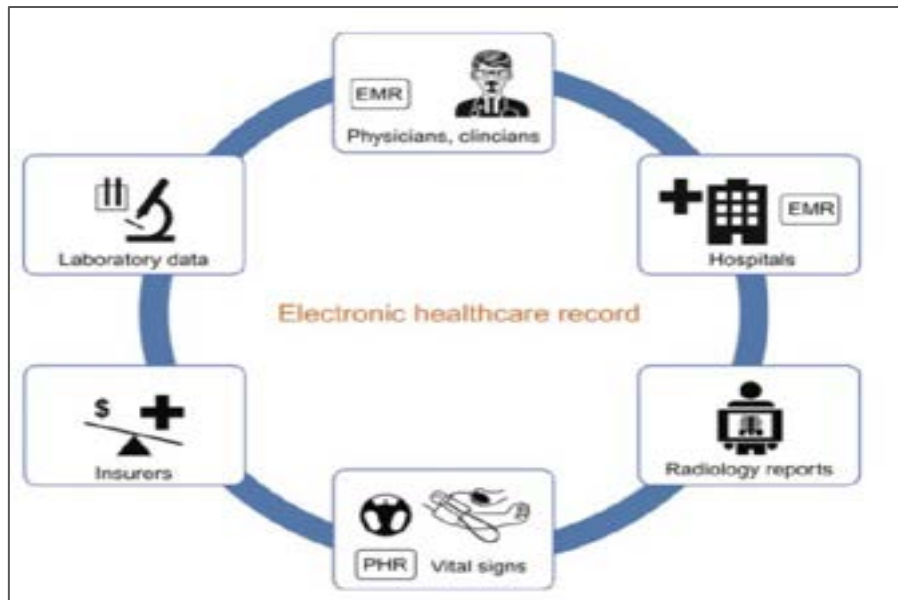 EMR
Physicians, clincians
EMR
Hospitals
Laboratory data
Electronic healthcare record
$
Insurers
Radiology reports
PHR
Vital signs